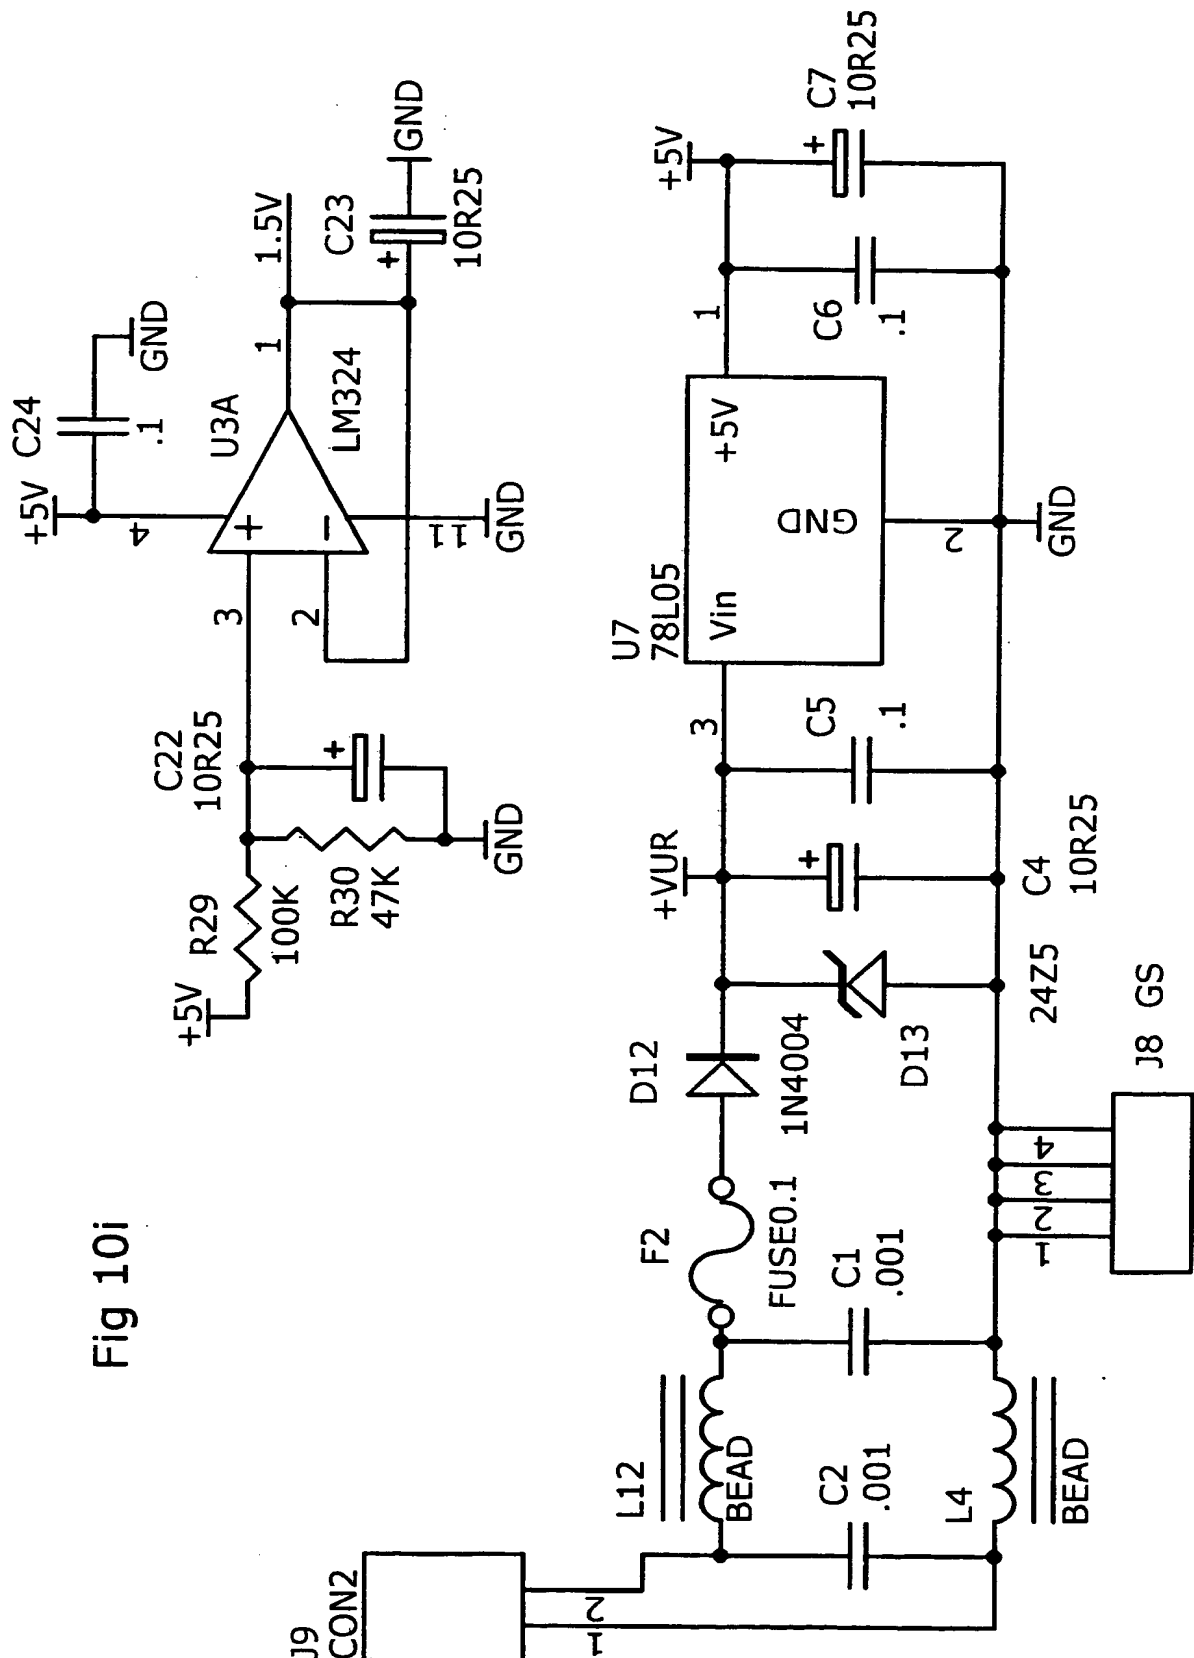 Fig 10i
+5V
R29
100K
R30
47K
GND
C22
10R25
+
3
2
+5V
4
C24
.1
GND
U3A
+
-
LM324
11
GND
1
1.5V
C23
+
10R25
GND
J9
CON2
1
2
L12
BEAD
C2
.001
L4
BEAD
C1
.001
F2
FUSE0.1
D12
1N4004
D13
24Z5
1
2
3
4
J8 GS
+VUR
+
C4
10R25
C5
.1
3
U7
78L05
Vin
GND
+5V
2
GND
1
C6
.1
+5V
+
C7
10R25